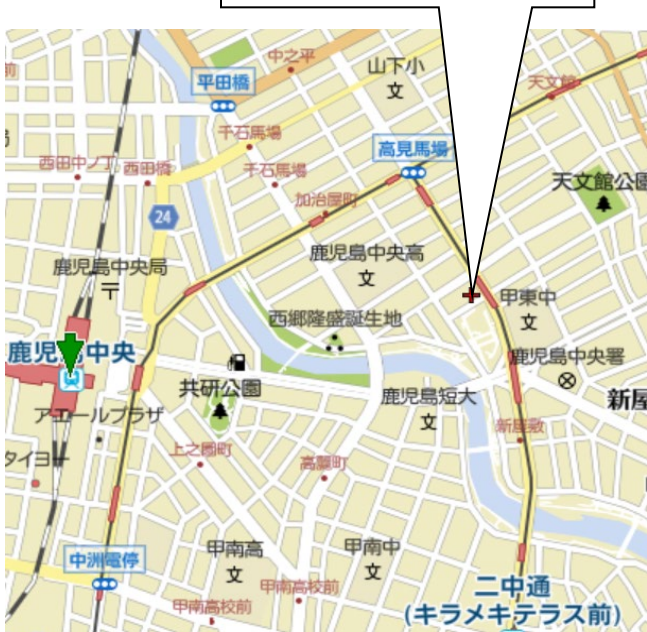 中之平
山下小
文
前
平田橋
天文館
千石馬場
高見馬場
西田中ノ丁
西田橋
千石馬場
天文館公園
加治屋町
24
鹿児島中央高
文
鹿児島中央局
〒
甲東中
文
西郷隆盛誕生地
鹿児島中央
鹿児島中央署
共研公園
鹿児島短大
文
アエールプラザ
新屋敷
上之園町
タイヨー
高麗町
中洲電停
甲南高
文
甲南中
文
甲南高校前
甲南高校前
二中通
(キラメキテラス前)